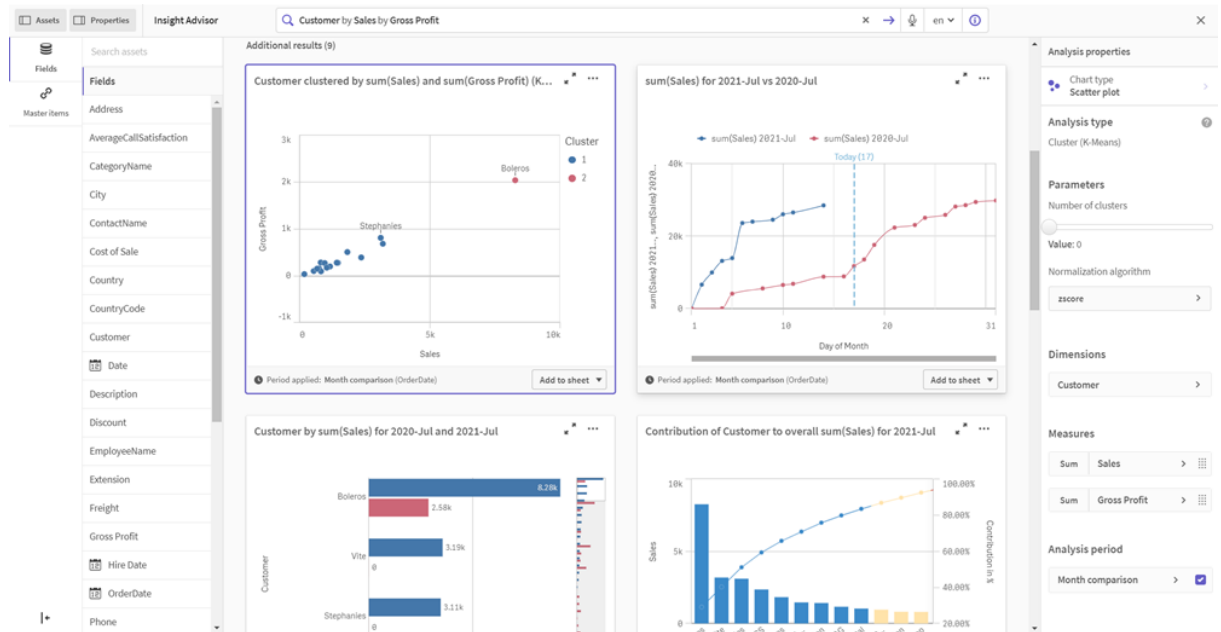 Assets
Properties
Insight Advisor
Customer by Sales by Gross Profit
en
Fields
Master items
Search assets
Fields
Address
AverageCallSatisfaction
CategoryName
City
ContactName
Cost of Sale
Country
CountryCode
Customer
Date
Description
Discount
EmployeeName
Extension
Freight
Gross Profit
Hire Date
OrderDate
Phone
Additional results (9)
Customer clustered by sum(Sales) and sum(Gross Profit) (K...
3k
2k
1k
0
-1k
Gross Profit
Boleros
Stephanies
Cluster
1
2
0
5k
10k
Sales
Period applied: Month comparison (OrderDate)
Add to sheet
sum(Sales) for 2021-Jul vs 2020-Jul
sum(Sales) 2021-Jul
sum(Sales) 2020-Jul
Today (17)
40k
20k
0
sum(Sales) 2021..., sum(Sales) 2020...
1
10
20
31
Day of Month
Period applied: Month comparison (OrderDate)
Add to sheet
Customer by sum(Sales) for 2020-Jul and 2021-Jul
Customer
Boleros
8.28k
2.58k
Vite
3.19k
0
Stephanies
3.11k
0
Contribution of Customer to overall sum(Sales) for 2021-Jul
10k
5k
Sales
100.00%
80.00%
60.00%
40.00%
20.00%
Contribution in %
Analysis properties
Chart type
Scatter plot
Analysis type
Cluster (K-Means)
Parameters
Number of clusters
Value: 0
Normalization algorithm
zscore
Dimensions
Customer
Measures
Sum
Sales
Sum
Gross Profit
Analysis period
Month comparison